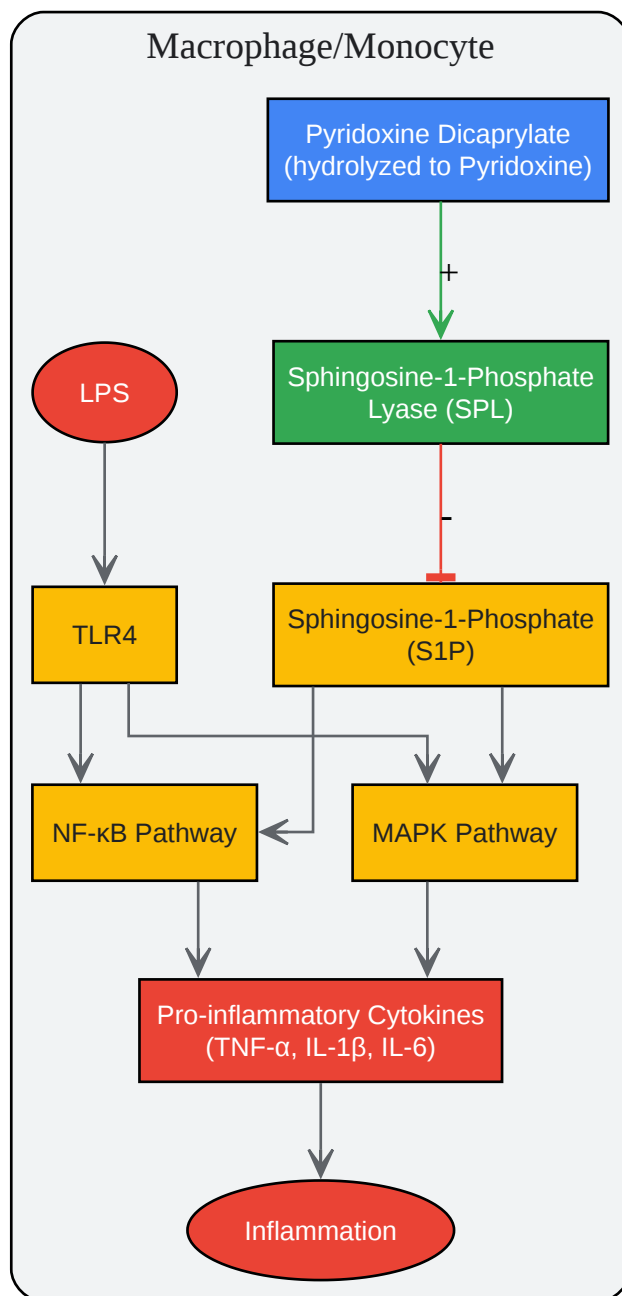 Macrophage/Monocyte
Pyridoxine Dicaprylate
(hydrolyzed to Pyridoxine)
+
LPS
Sphingosine-1-Phosphate
Lyase (SPL)
-
TLR4
Sphingosine-1-Phosphate
(S1P)
NF-κB Pathway
MAPK Pathway
Pro-inflammatory Cytokines
(TNF-α, IL-1β, IL-6)
Inflammation